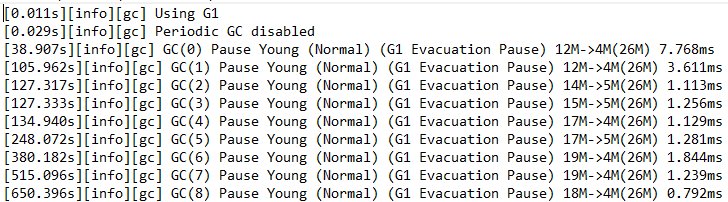 [0.011s][info][gc] Using G1
[0.029s][info][gc] Periodic GC disabled
[38.907s][info][gc] GC(0) Pause Young (Normal) (G1 Evacuation Pause) 12M->4M(26M) 7.768ms
[105.962s][info][gc] GC(1) Pause Young (Normal) (G1 Evacuation Pause) 12M->4M(26M) 3.611ms
[127.317s][info][gc] GC(2) Pause Young (Normal) (G1 Evacuation Pause) 14M->5M(26M) 1.113ms
[127.333s][info][gc] GC(3) Pause Young (Normal) (G1 Evacuation Pause) 15M->5M(26M) 1.256ms
[134.940s][info][gc] GC(4) Pause Young (Normal) (G1 Evacuation Pause) 17M->4M(26M) 1.129ms
[248.072s][info][gc] GC(5) Pause Young (Normal) (G1 Evacuation Pause) 17M->5M(26M) 1.281ms
[380.182s][info][gc] GC(6) Pause Young (Normal) (G1 Evacuation Pause) 19M->4M(26M) 1.844ms
[515.096s][info][gc] GC(7) Pause Young (Normal) (G1 Evacuation Pause) 19M->4M(26M) 1.239ms
[650.396s][info][gc] GC(8) Pause Young (Normal) (G1 Evacuation Pause) 18M->4M(26M) 0.792ms